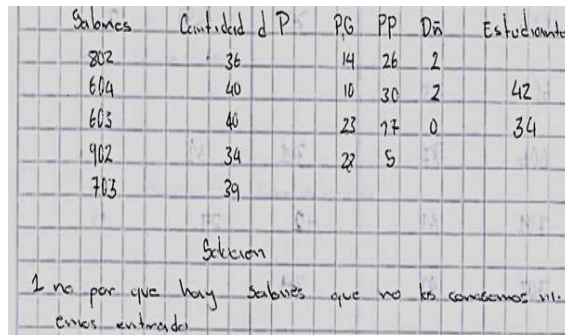 Salones Cantidad d P PG PP Dñ Estudiante
802 36 14 26 2
604 40 10 30 2 42
603 40 23 17 0 34
902 34 22 5
703 39
Solucion
1 no por que hay Salones que no los conosemos ni
emos entrado